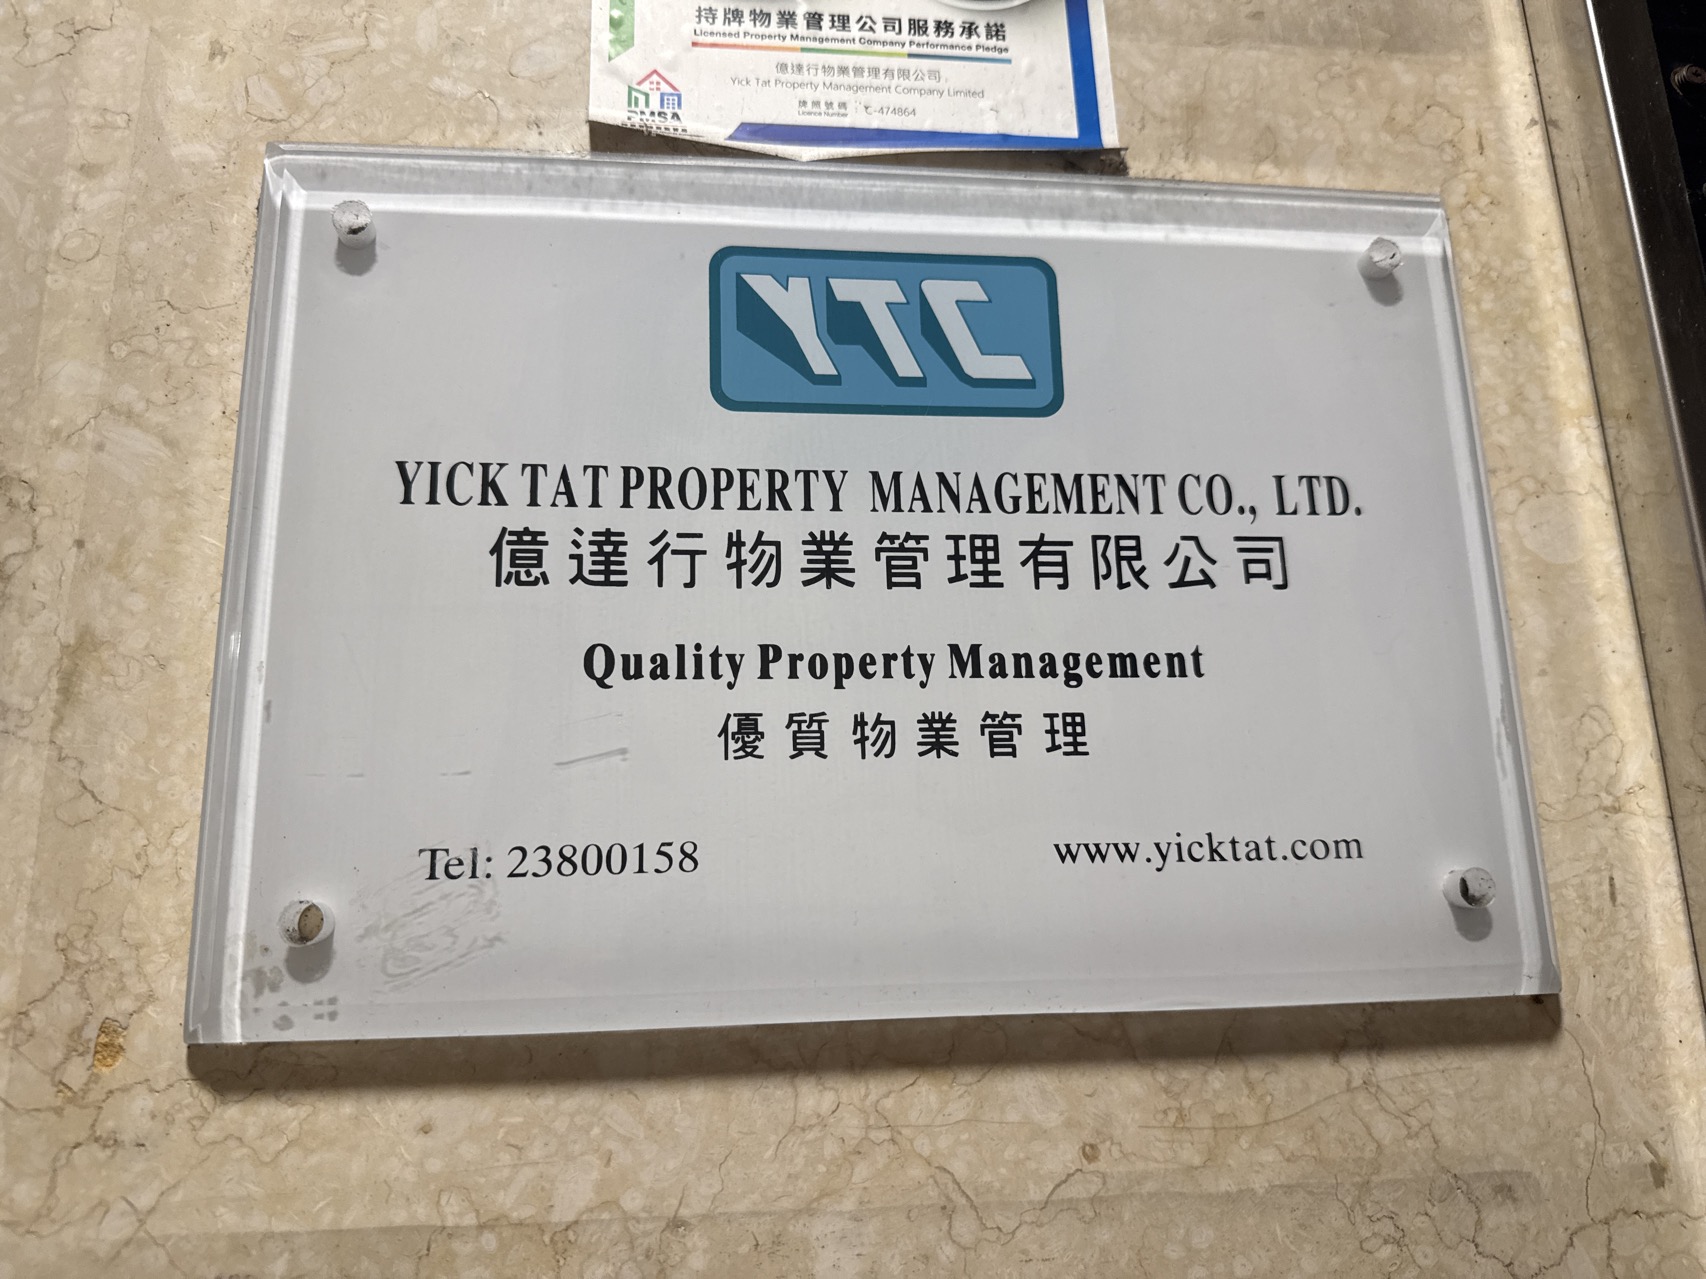 持牌物業管理公司服務承諾
Licensed Property Management Company Performance Pledge
億達行物業管理有限公司
Yick Tat Property Management Company Limited
牌照號碼
Licence Number
C-474864
PMSA
YTC
YICK TAT PROPERTY MANAGEMENT CO., LTD.
億達行物業管理有限公司
Quality Property Management
優質物業管理
Tel: 23800158
www.yicktat.com